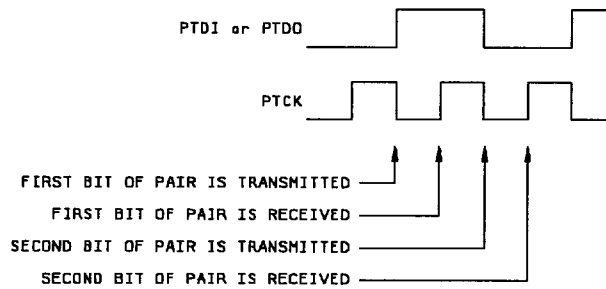 PTDI or PTDO
PTCK
FIRST BIT OF PAIR IS TRANSMITTED
FIRST BIT OF PAIR IS RECEIVED
SECOND BIT OF PAIR IS TRANSMITTED
SECOND BIT OF PAIR IS RECEIVED